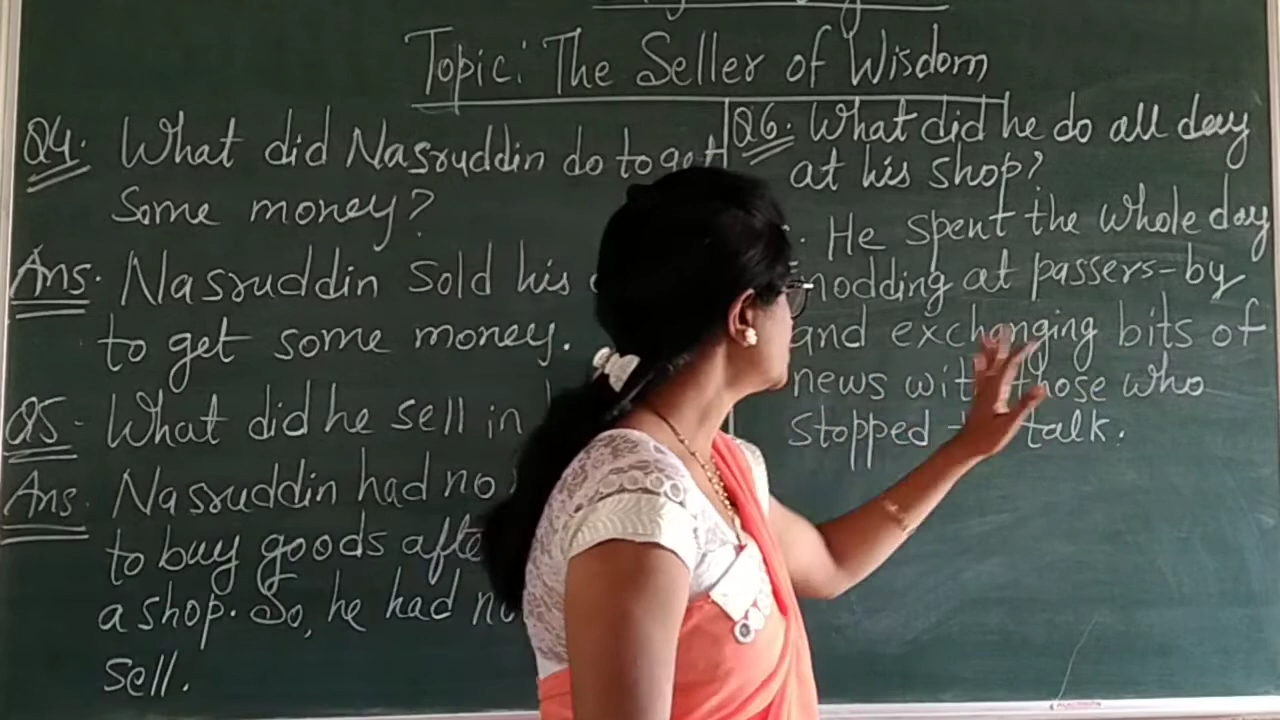 Topic: The Seller of Wisdom
Q4. What did Nasruddin do to get
some money?
Ans. Nasruddin sold his
to get some money.
Q5. What did he sell in
Ans. Nasruddin had no
to buy goods
a shop. So, he had
sell.
Q6. What did he do all day
at his shop?
He spent the whole day
nodding at passers-by
and exchanging bits of
news with those who
stopped talk.